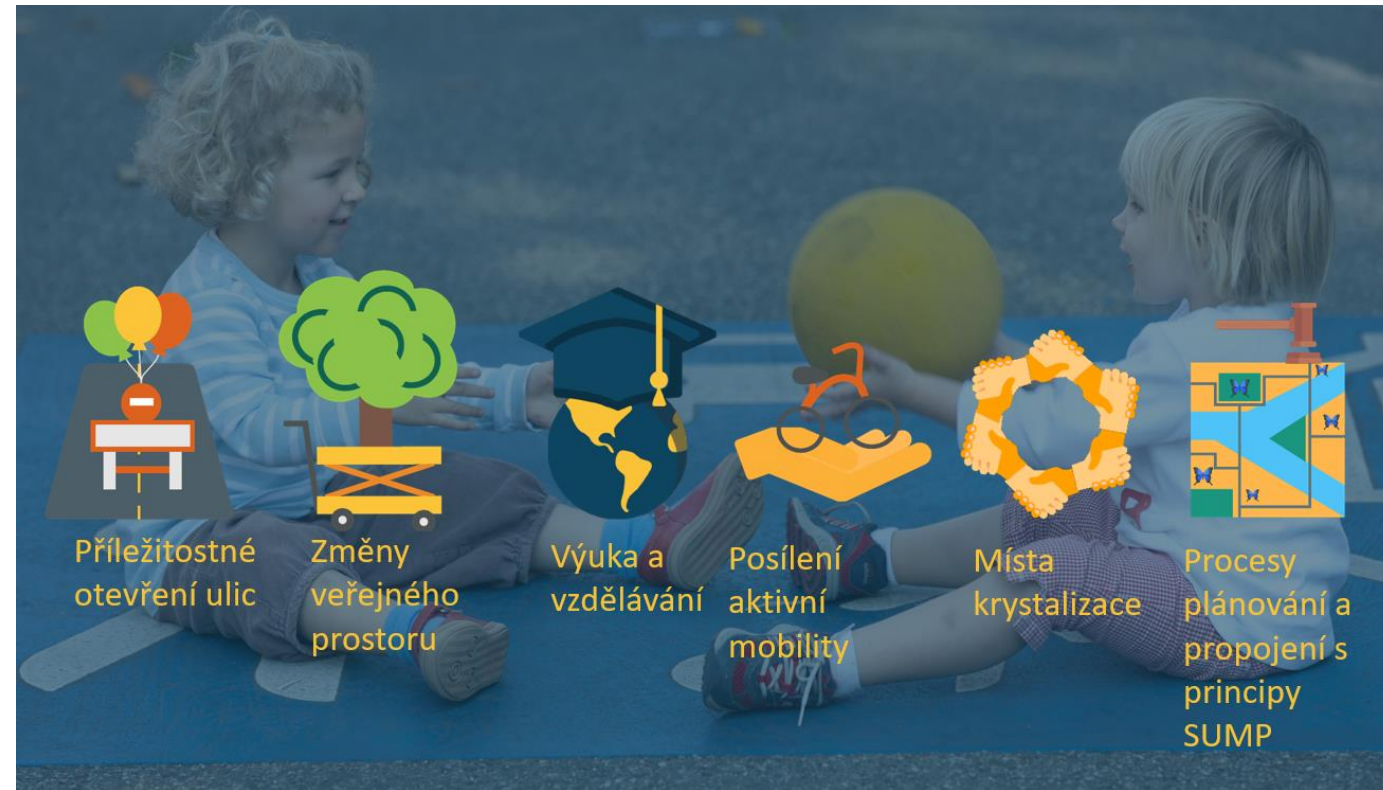 Příležitostné
otevření ulic
Změny
veřejného
prostoru
Výuka a
vzdělávání
Posílení
aktivní
mobility
Místa
krystalizace
Procesy
plánování a
propojení s
principy
SUMP